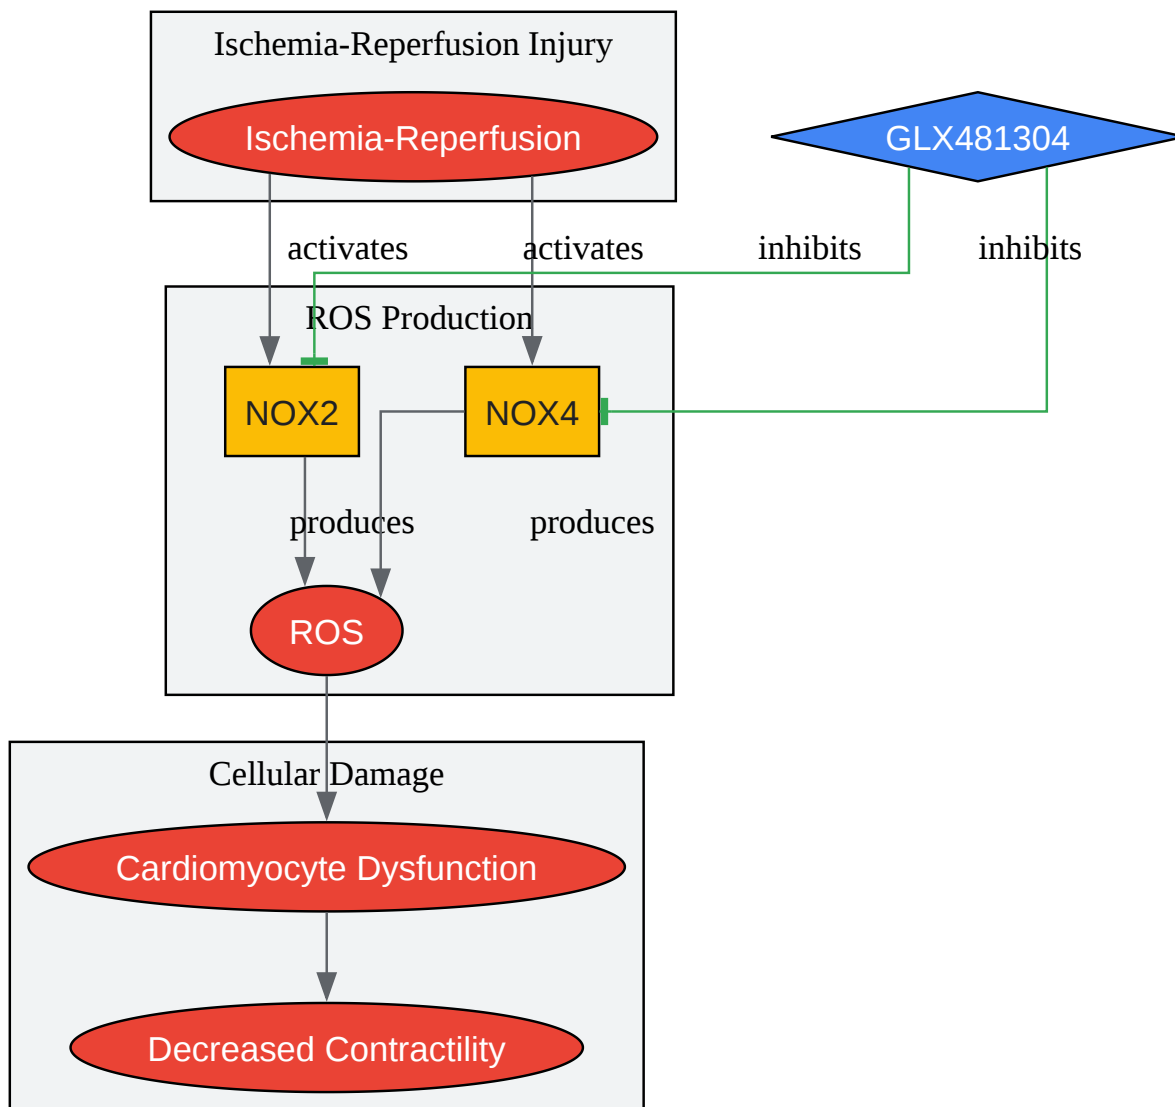 Ischemia-Reperfusion Injury
Ischemia-Reperfusion
GLX481304
activates
activates
inhibits
inhibits
ROS Production
NOX2
NOX4
produces
produces
ROS
Cellular Damage
Cardiomyocyte Dysfunction
Decreased Contractility